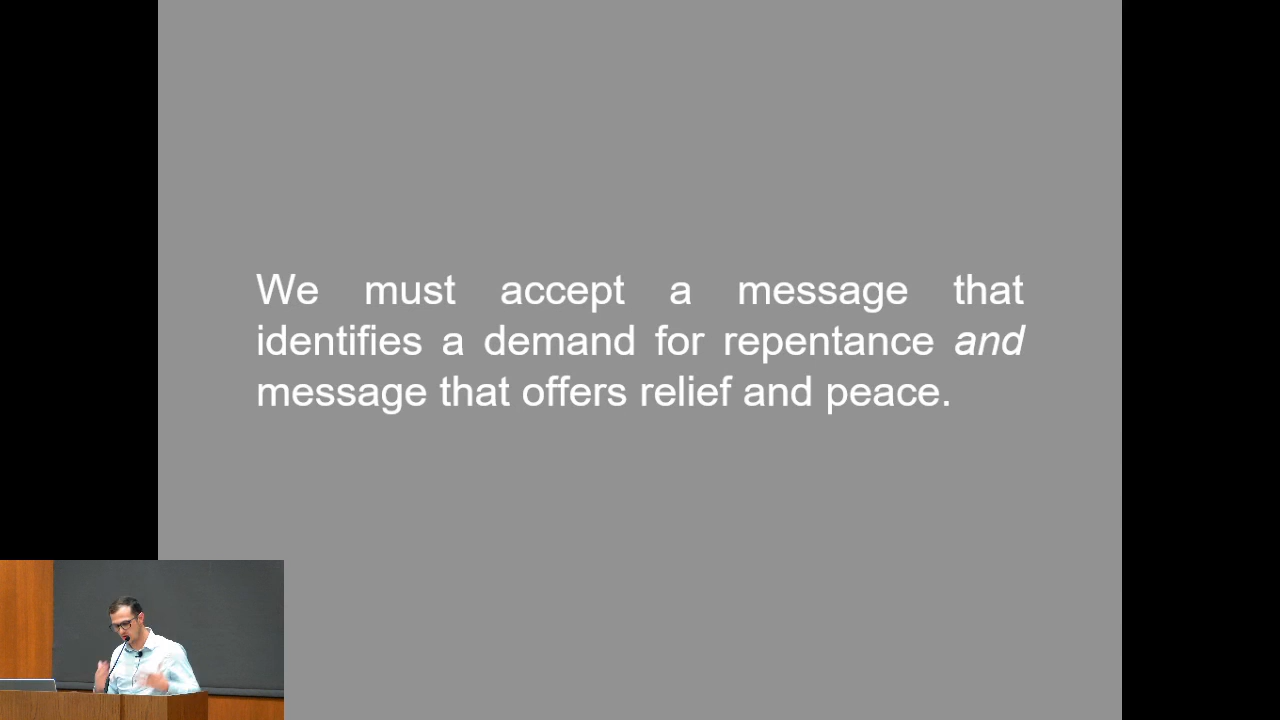 We must accept a message that
identifies a demand for repentance and
message that offers relief and peace.